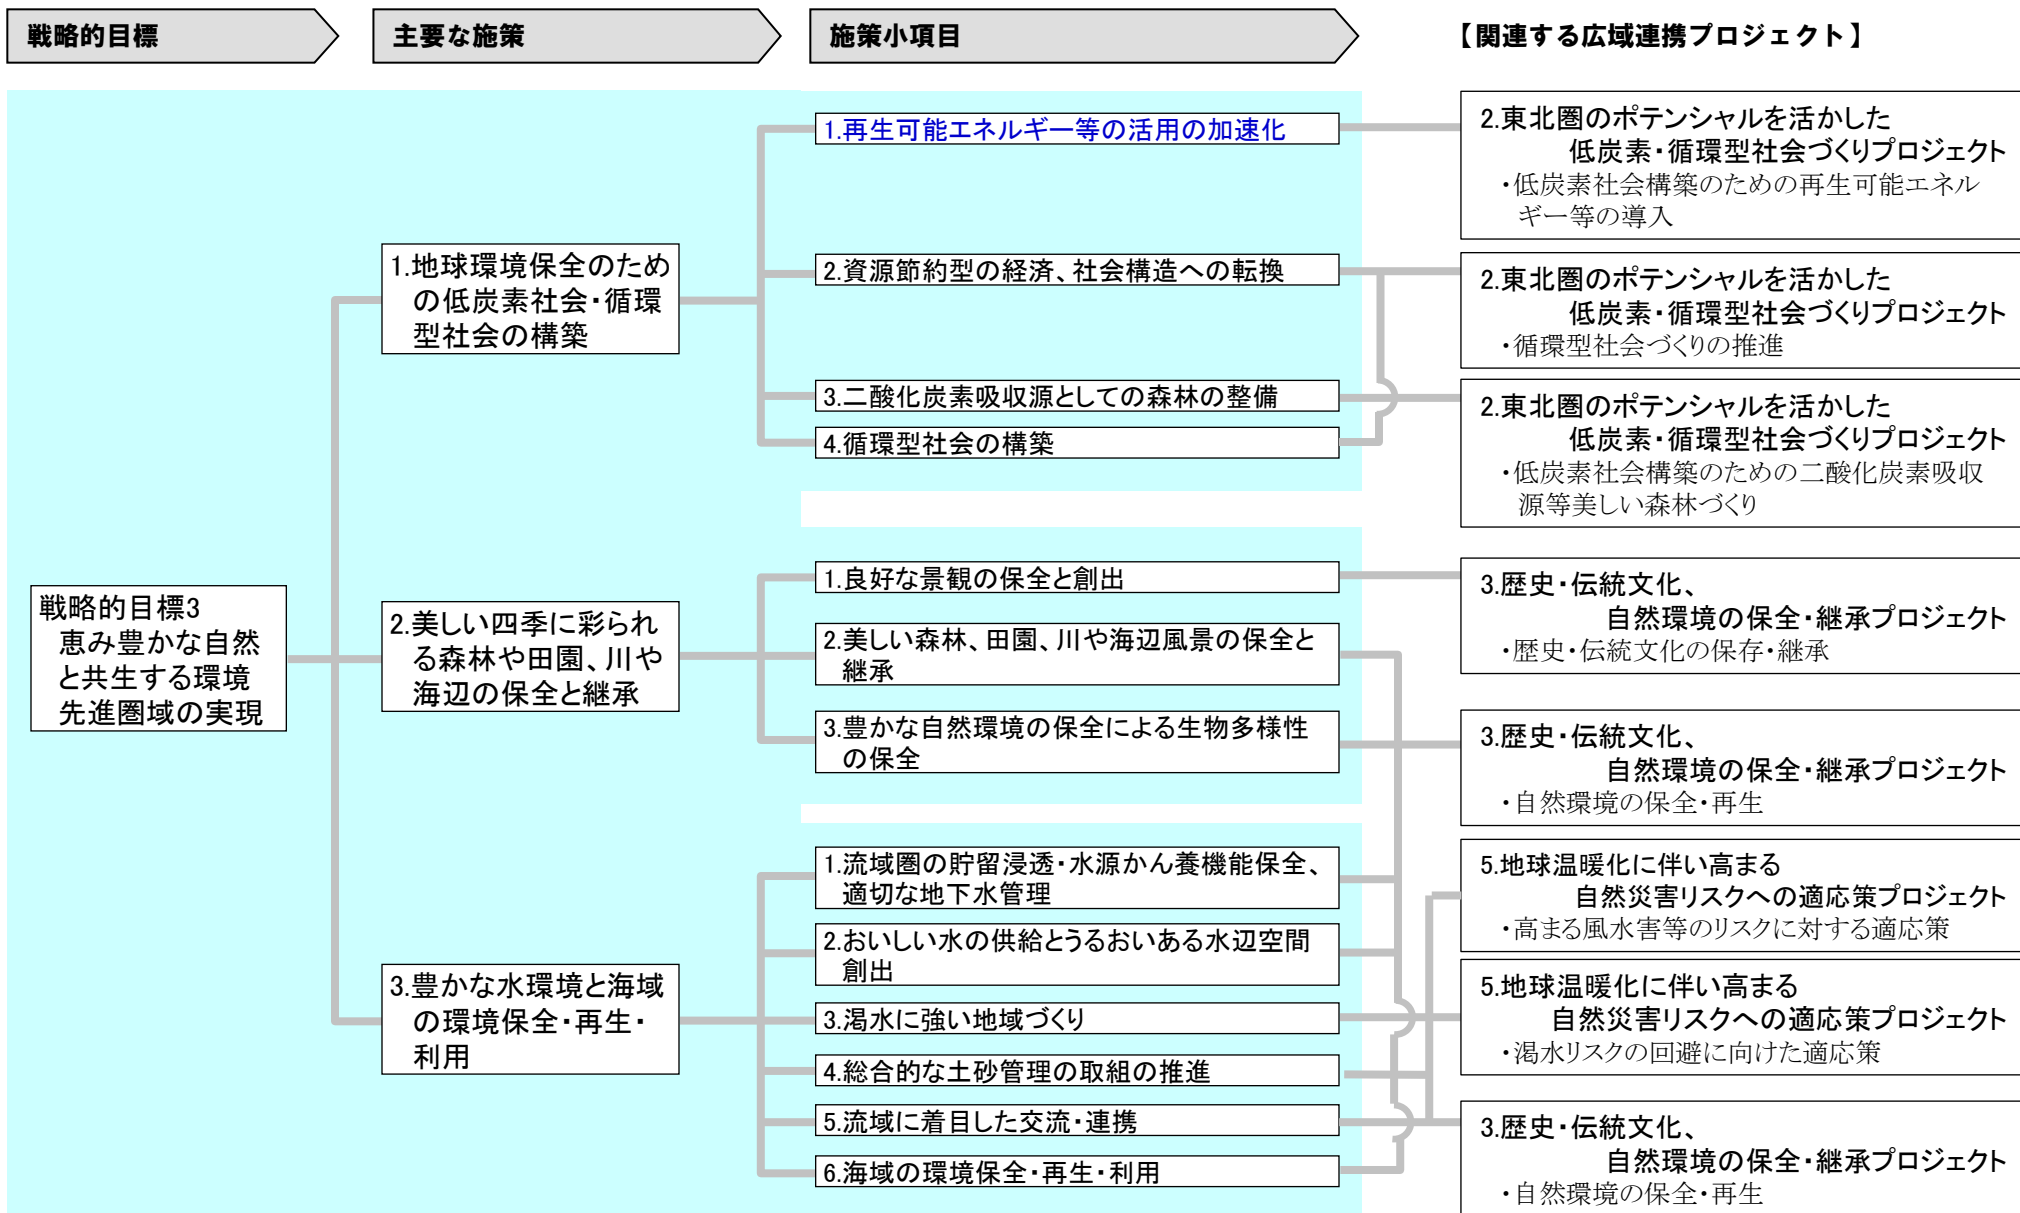 戦略的目標
主要な施策
施策小項目
【関連する広域連携プロジェクト】
戦略的目標3
恵み豊かな自然
と共生する環境
先進圏域の実現
1.地球環境保全のため
の低炭素社会・循環
型社会の構築
2.美しい四季に彩られ
る森林や田園、川や
海辺の保全と継承
3.豊かな水環境と海域
の環境保全・再生・
利用
1.再生可能エネルギー等の活用の加速化
2.資源節約型の経済、社会構造への転換
3.二酸化炭素吸収源としての森林の整備
4.循環型社会の構築
1.良好な景観の保全と創出
2.美しい森林、田園、川や海辺風景の保全と
継承
3.豊かな自然環境の保全による生物多様性
の保全
1.流域圏の貯留浸透・水源かん養機能保全、
適切な地下水管理
2.おいしい水の供給とうるおいある水辺空間
創出
3.渇水に強い地域づくり
4.総合的な土砂管理の取組の推進
5.流域に着目した交流・連携
6.海域の環境保全・再生・利用
2.東北圏のポテンシャルを活かした
低炭素・循環型社会づくりプロジェクト
・低炭素社会構築のための再生可能エネル
ギー等の導入
2.東北圏のポテンシャルを活かした
低炭素・循環型社会づくりプロジェクト
・循環型社会づくりの推進
2.東北圏のポテンシャルを活かした
低炭素・循環型社会づくりプロジェクト
・低炭素社会構築のための二酸化炭素吸収
源等美しい森林づくり
3.歴史・伝統文化、
自然環境の保全・継承プロジェクト
・歴史・伝統文化の保存・継承
3.歴史・伝統文化、
自然環境の保全・継承プロジェクト
・自然環境の保全・再生
5.地球温暖化に伴い高まる
自然災害リスクへの適応策プロジェクト
・高まる風水害等のリスクに対する適応策
5.地球温暖化に伴い高まる
自然災害リスクへの適応策プロジェクト
・渇水リスクの回避に向けた適応策
3.歴史・伝統文化、
自然環境の保全・継承プロジェクト
・自然環境の保全・再生